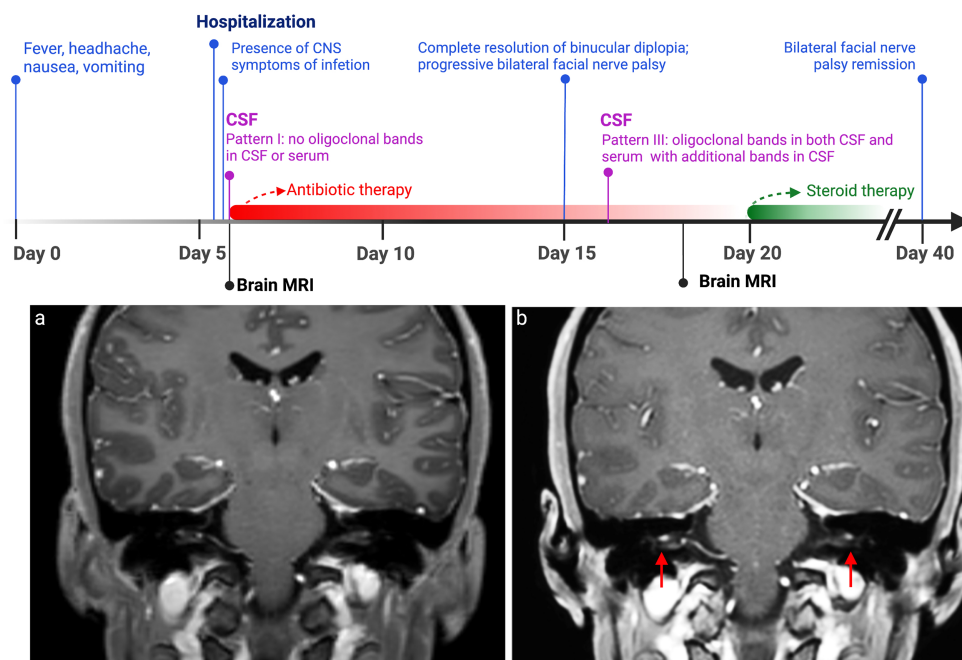 Hospitalization
Fever, headhache,
nausea, vomiting
Presence of CNS
symptoms of infetion
Complete resolution of binucular diplopia;
progressive bilateral facial nerve palsy
Bilateral facial nerve
palsy remission
CSF
Pattern I: no oligoclonal bands
in CSF or serum
CSF
Pattern III: oligoclonal bands in both CSF and
serum with additional bands in CSF
Antibiotic therapy
Steroid therapy
Day 0
Day 5
Day 10
Day 15
Day 20
Day 40
Brain MRI
Brain MRI
a
b